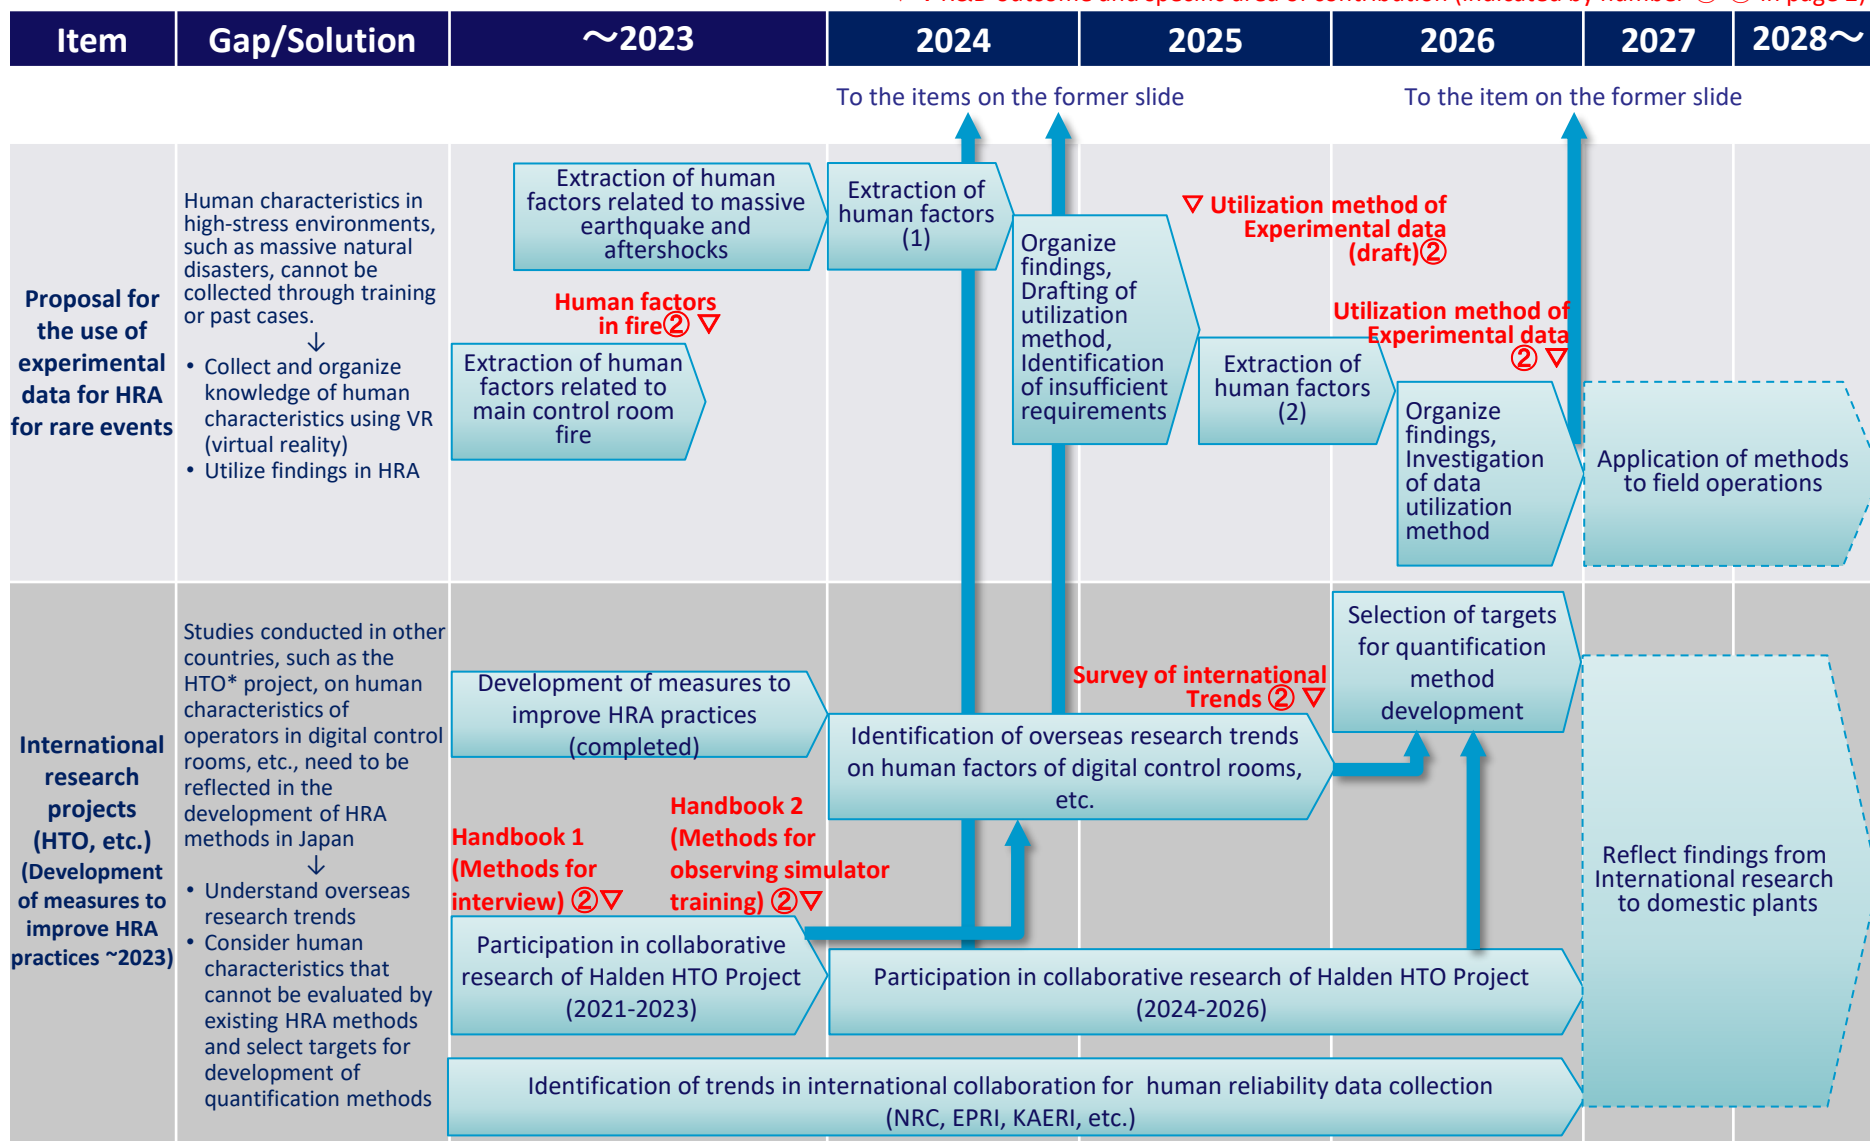 Item
Gap/Solution
～2023
2024
2025
2026
2027
2028～
To the items on the former slide
To the item on the former slide
Proposal for
the use of
experimental
data for HRA
for rare events
Human characteristics in
high-stress environments,
such as massive natural
disasters, cannot be
collected through training
or past cases.
↓
• Collect and organize
knowledge of human
characteristics using VR
(virtual reality)
• Utilize findings in HRA
Extraction of human
factors related to massive
earthquake and
aftershocks
Human factors
in fire② ▽
Extraction of human
factors related to
main control room
fire
Extraction of
human factors
(1)
Organize
findings,
Drafting of
utilization
method,
Identification
of insufficient
requirements
▽ Utilization method of
Experimental data
(draft)②
Extraction of
human factors
(2)
Utilization method of
Experimental data
② ▽
Organize
findings,
Investigation
of data
utilization
method
Application of methods
to field operations
International
research
projects
(HTO, etc.)
(Development
of measures to
improve HRA
practices ~2023)
Studies conducted in other
countries, such as the
HTO* project, on human
characteristics of
operators in digital control
rooms, etc., need to be
reflected in the
development of HRA
methods in Japan
↓
• Understand overseas
research trends
• Consider human
characteristics that
cannot be evaluated by
existing HRA methods
and select targets for
development of
quantification methods
Development of measures to
improve HRA practices
(completed)
Handbook 1
(Methods for
interview) ②▽
Handbook 2
(Methods for
observing simulator
training) ②▽
Participation in collaborative
research of Halden HTO Project
(2021-2023)
Survey of international
Trends ② ▽
Identification of overseas research trends
on human factors of digital control rooms,
etc.
Selection of targets
for quantification
method
development
Participation in collaborative research of Halden HTO Project
(2024-2026)
Identification of trends in international collaboration for human reliability data collection
(NRC, EPRI, KAERI, etc.)
Reflect findings from
International research
to domestic plants